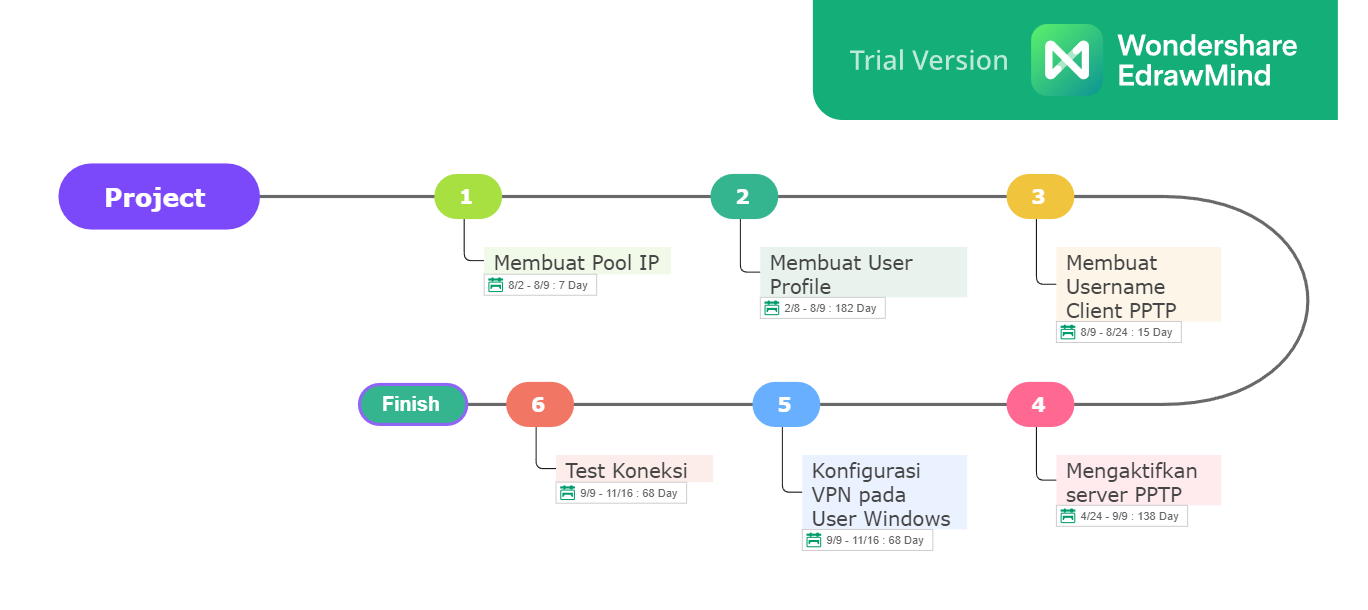 Trial Version
Wondershare
EdrawMind
Project
1
2
3
Membuat Pool IP
8/2 - 8/9 : 7 Day
Membuat User
Profile
2/8 - 8/9 : 182 Day
Membuat
Username
Client PPTP
8/9 - 8/24 : 15 Day
Finish
6
5
4
Test Koneksi
9/9 - 11/16 : 68 Day
Konfigurasi
VPN pada
User Windows
9/9 - 11/16 : 68 Day
Mengaktifkan
server PPTP
4/24 - 9/9 : 138 Day